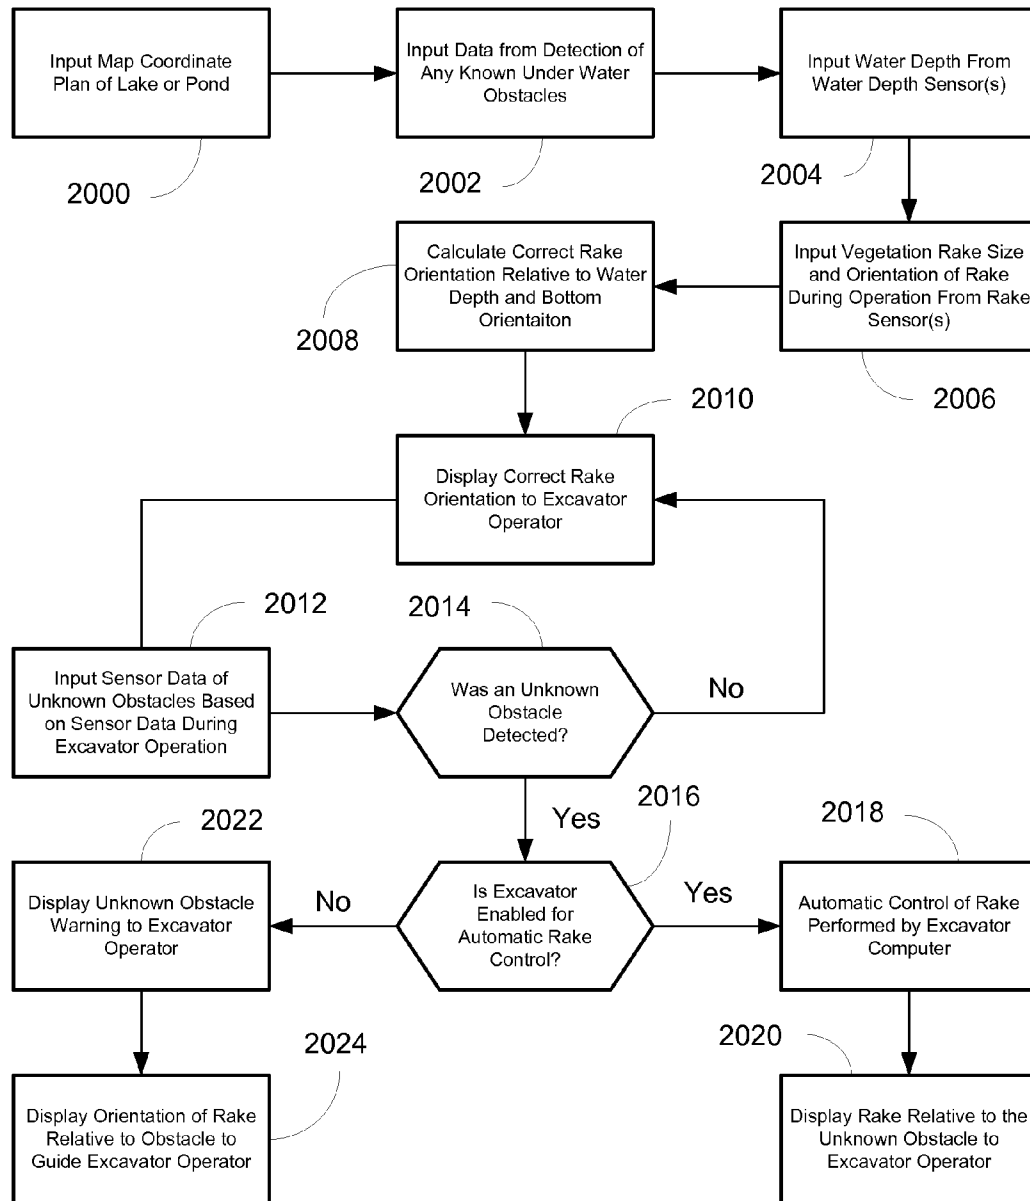 Input Map Coordinate
Plan of Lake or Pond
2000
Input Data from Detection of
Any Known Under Water
Obstacles
2002
Input Water Depth From
Water Depth Sensor(s)
2004
Input Vegetation Rake Size
and Orientation of Rake
During Operation From Rake
Sensor(s)
2006
Calculate Correct Rake
Orientation Relative to Water
Depth and Bottom
Orientaiton
2008
2010
Display Correct Rake
Orientation to Excavator
Operator
2012
Input Sensor Data of
Unknown Obstacles Based
on Sensor Data During
Excavator Operation
2014
Was an Unknown
Obstacle
Detected?
No
Yes
2016
Is Excavator
Enabled for
Automatic Rake
Control?
Yes
2018
Automatic Control of Rake
Performed by Excavator
Computer
2020
Display Rake Relative to the
Unknown Obstacle to
Excavator Operator
No
2022
Display Unknown Obstacle
Warning to Excavator
Operator
2024
Display Orientation of Rake
Relative to Obstacle to
Guide Excavator Operator